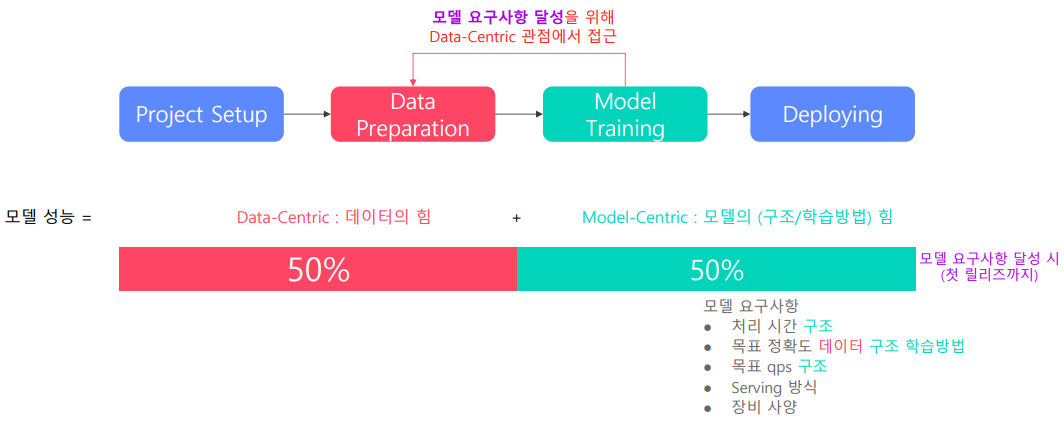 모델 요구사항 달성을 위해
Data-Centric 관점에서 접근
Project Setup
Data
Preparation
Model
Training
Deploying
모델 성능 =
Data-Centric : 데이터의 힘
+
Model-Centric : 모델의 (구조/학습방법) 힘
50%
50%
모델 요구사항 달성 시
(첫 릴리즈까지)
모델 요구사항
● 처리 시간 구조
● 목표 정확도 데이터 구조 학습방법
● 목표 qps 구조
● Serving 방식
● 장비 사양